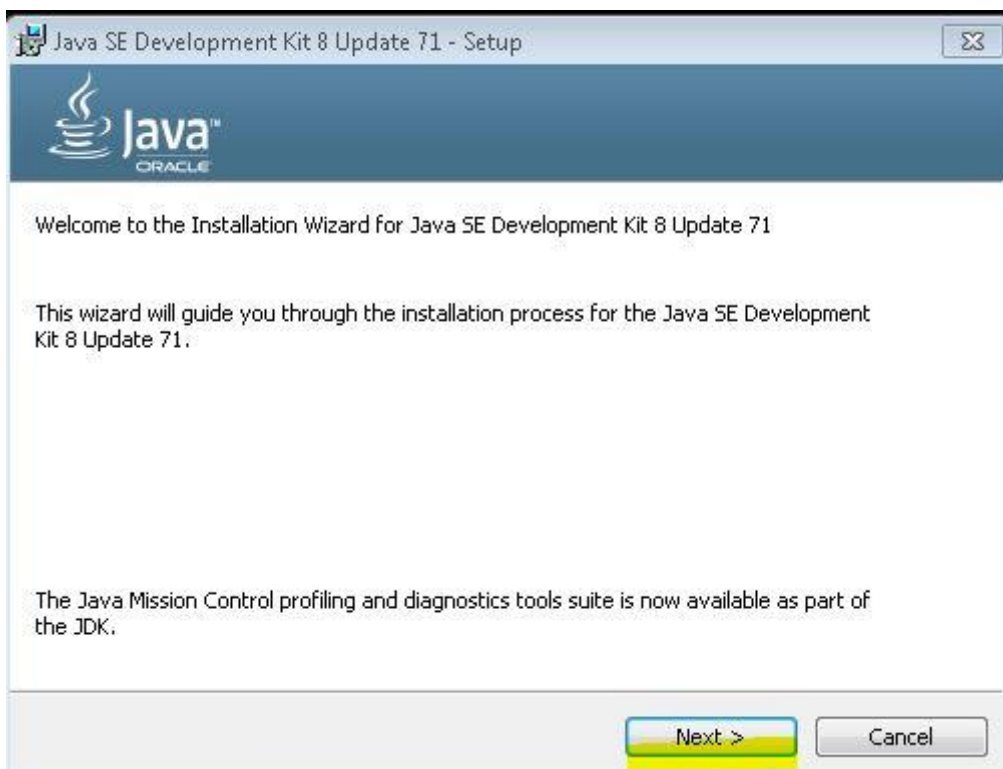 Java SE Development Kit 8 Update 71 - Setup
Java™
ORACLE
Welcome to the Installation Wizard for Java SE Development Kit 8 Update 71
This wizard will guide you through the installation process for the Java SE Development
Kit 8 Update 71.
The Java Mission Control profiling and diagnostics tools suite is now available as part of
the JDK.
Next >
Cancel